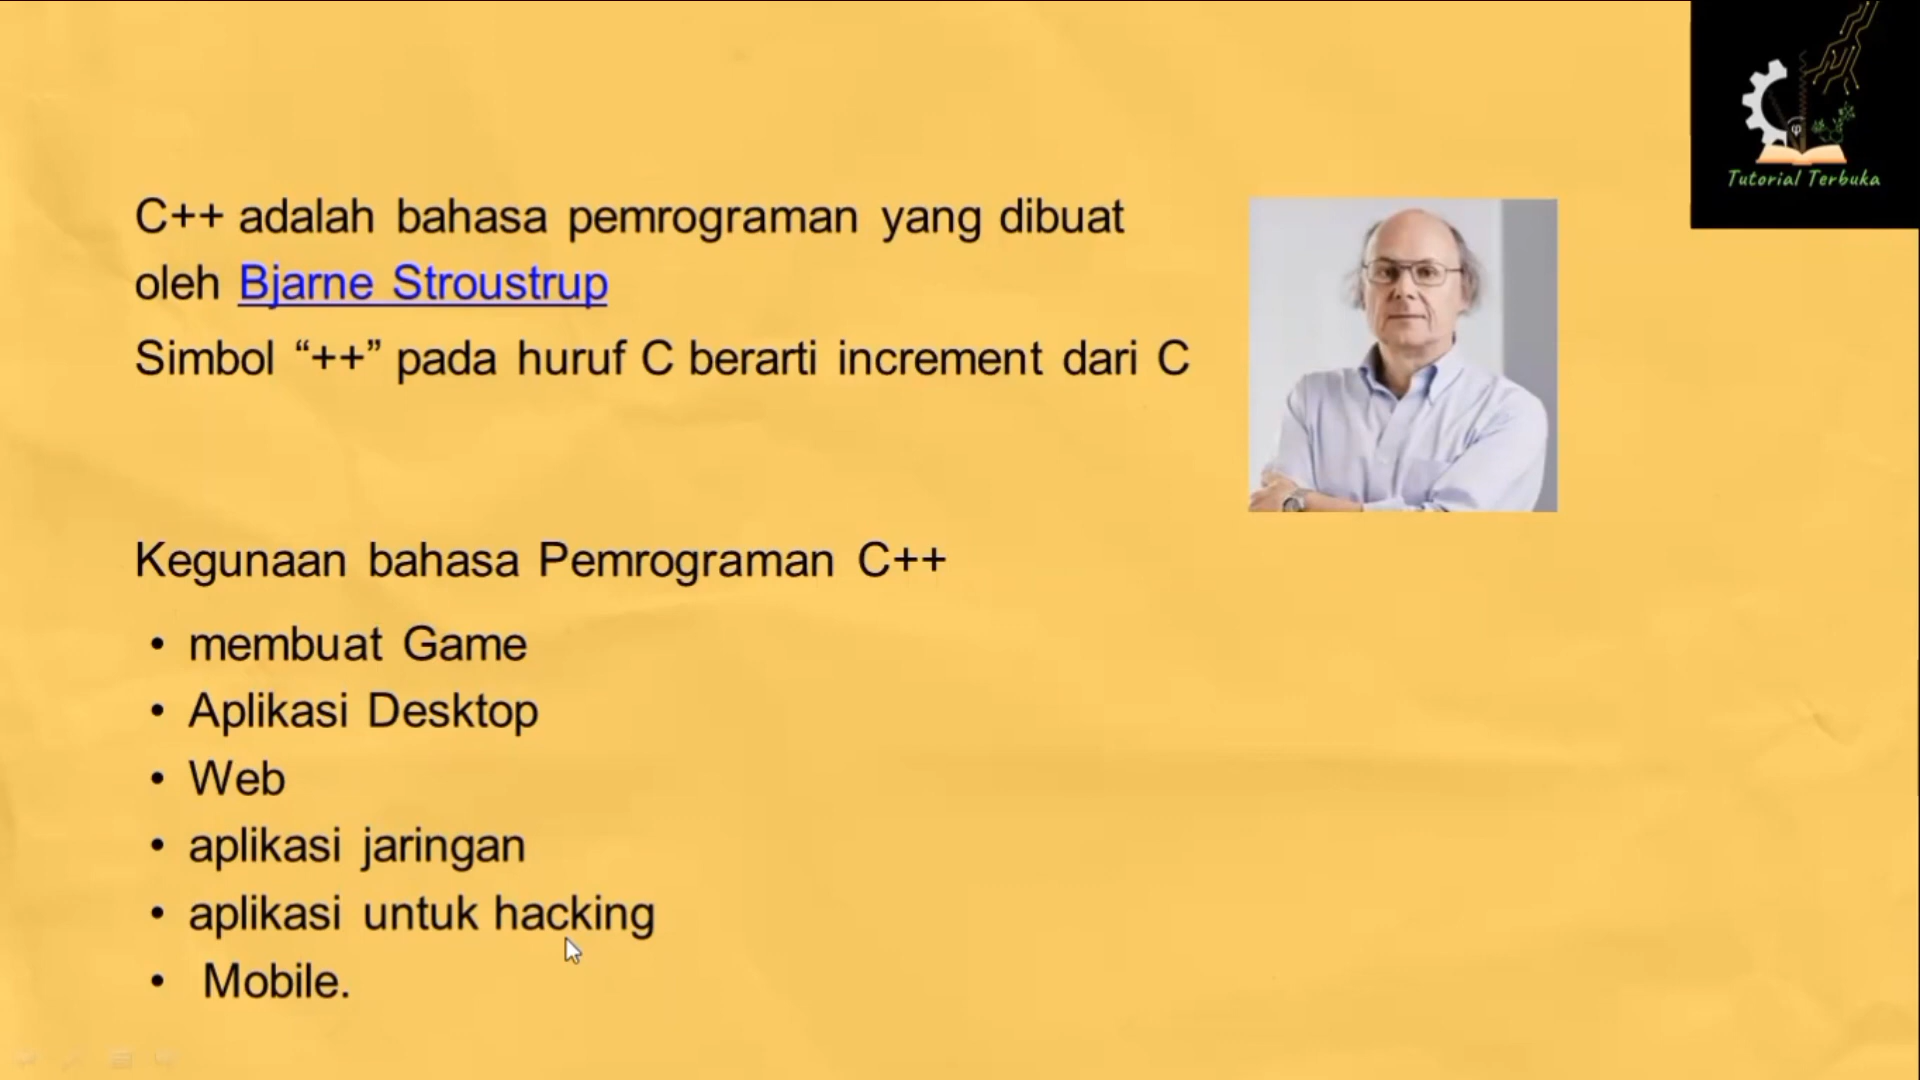 Tutorial Terbuka
C++ adalah bahasa pemrograman yang dibuat
oleh Bjarne Stroustrup
Simbol “++” pada huruf C berarti increment dari C
Kegunaan bahasa Pemrograman C++
• membuat Game
• Aplikasi Desktop
• Web
• aplikasi jaringan
• aplikasi untuk hacking
• Mobile.